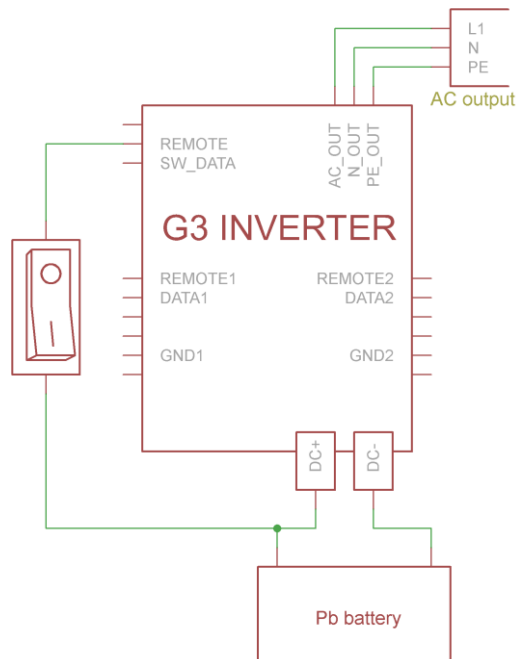 L1
N
PE
AC output
AC_OUT
N_OUT
PE_OUT
REMOTE
SW_DATA
G3 INVERTER
REMOTE1
REMOTE2
DATA1
DATA2
GND1
GND2
DC+
DC-
Pb battery